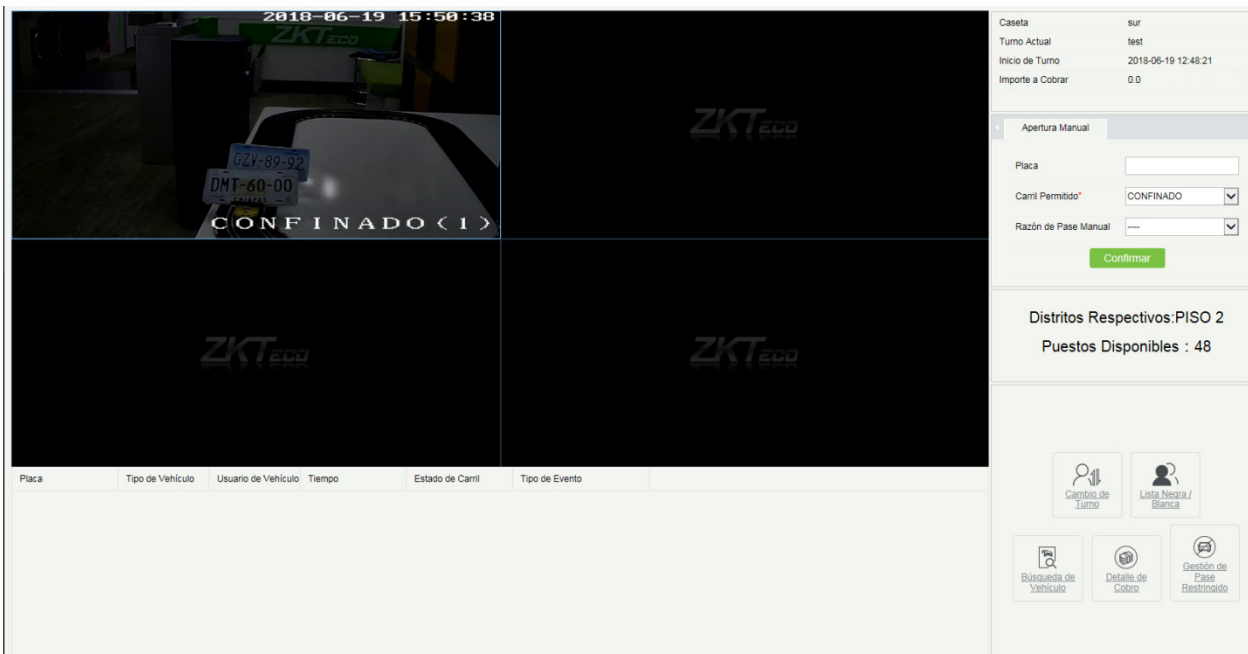 2018-06-19 15:50:38
ZKTeco
GZV-89-92
DMT-60-00
CONFINADO(1)
ZKTeco
ZKTeco
ZKTeco
Placa Tipo de Vehículo Usuario de Vehículo Tiempo Estado de Carril Tipo de Evento
Caseta sur
Turno Actual test
Inicio de Turno 2018-06-19 12:48:21
Importe a Cobrar 0.0
Apertura Manual
Placa
Carril Permitido* CONFINADO
Razón de Pase Manual ----
Confirmar
Distritos Respectivos:PISO 2
Puestos Disponibles : 48
Cambio de
Turno
Lista Negra /
Blanca
Búsqueda de
Vehículo
Detalle de
Cobro
Gestión de
Pase
Restringido